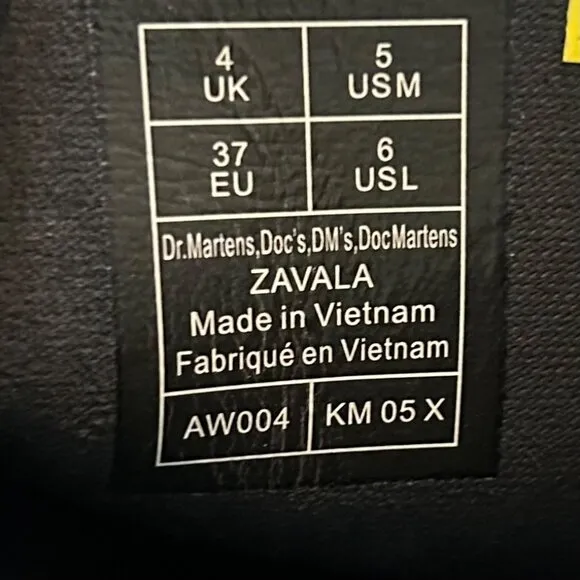 4
UK
5
USM
37
EU
6
USL
Dr.Martens,Doc's,DM's,DocMartens
ZAVALA
Made in Vietnam
Fabriqué en Vietnam
AW004
KM 05 X